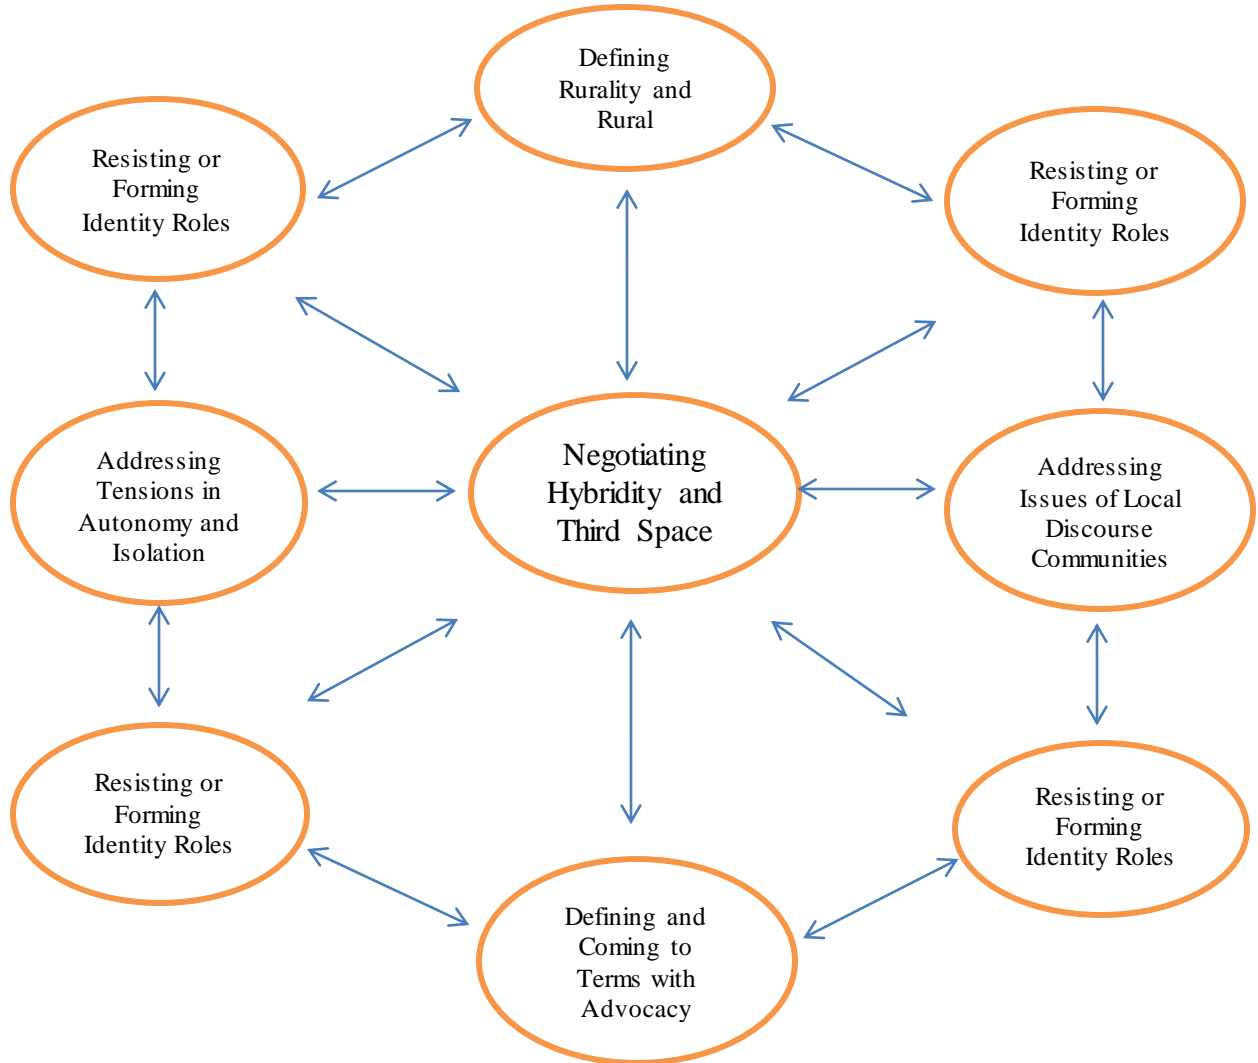 Defining
Rurality and
Rural
Resisting or
Forming
Identity Roles
Resisting or
Forming
Identity Roles
Negotiating
Hybridity and
Third Space
Addressing
Tensions in
Autonomy and
Isolation
Addressing
Issues of Local
Discourse
Communities
Resisting or
Forming
Identity Roles
Resisting or
Forming
Identity Roles
Defining and
Coming to
Terms with
Advocacy